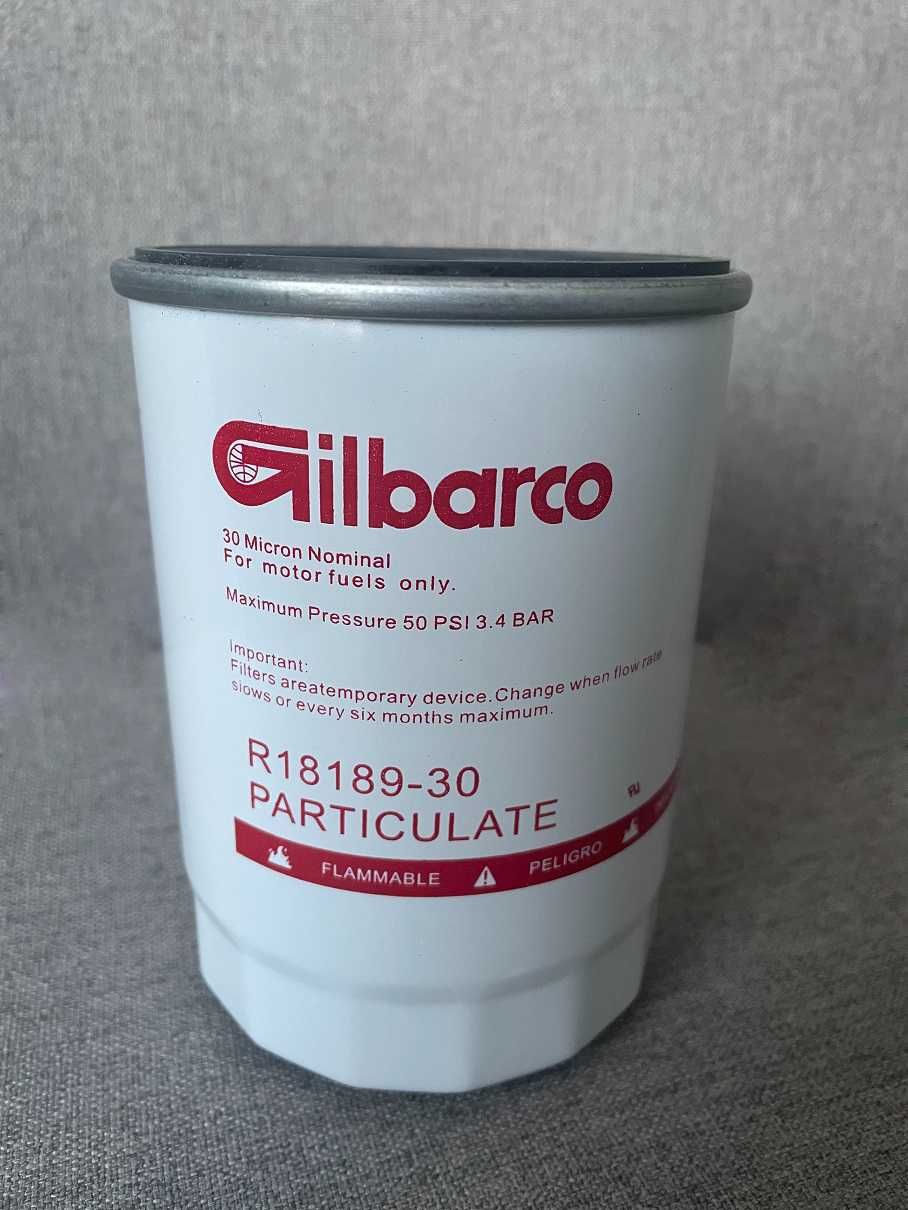 Gilbarco
30 Micron Nominal
For motor fuels only.
Maximum Pressure 50 PSI 3.4 BAR
Important:
Filters areatemporary device.Change when flow rate
slows or every six months maximum.
R18189-30
PARTICULATE
FLAMMABLE PELIGRO